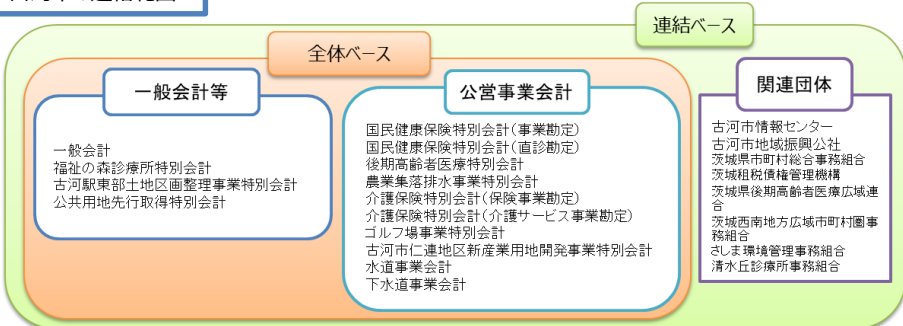 連結ベース
全体ベース
一般会計等
一般会計
福祉の森診療所特別会計
古河駅東部土地区画整理事業特別会計
公共用地先行取得特別会計
公営事業会計
国民健康保険特別会計(事業勘定)
国民健康保険特別会計(直診勘定)
後期高齢者医療特別会計
農業集落排水事業特別会計
介護保険特別会計(保険事業勘定)
介護保険特別会計(介護サービス事業勘定)
ゴルフ場事業特別会計
古河市仁連地区新産業用地開発事業特別会計
水道事業会計
下水道事業会計
関連団体
古河市情報センター
古河市地域振興公社
茨城県市町村総合事務組合
茨城租税債権管理機構
茨城県後期高齢者医療広域連
合
茨城西南地方広域市町村圏事
務組合
さしま環境管理事務組合
清水丘診療所事務組合